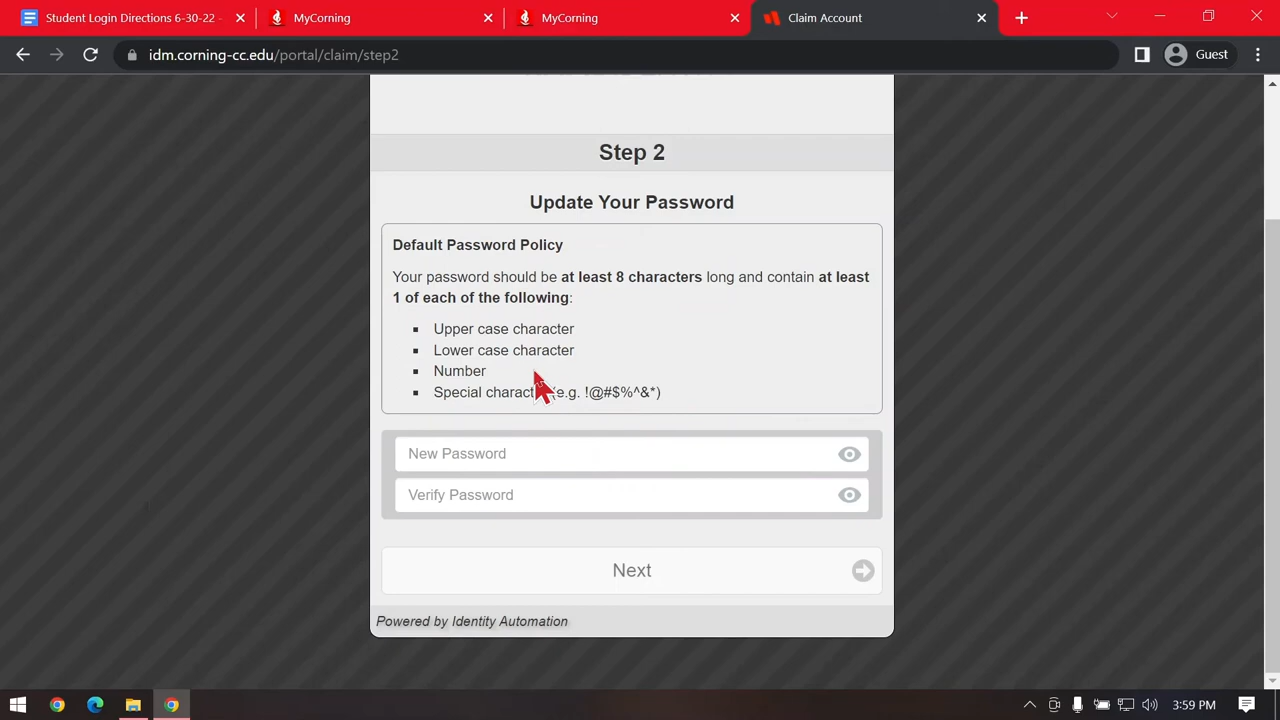 Student Login Directions 6-30-22 -
MyCorning
MyCorning
Claim Account
idm.corning-cc.edu/portal/claim/step2
Guest
Step 2
Update Your Password
Default Password Policy
Your password should be at least 8 characters long and contain at least
1 of each of the following:
Upper case character
Lower case character
Number
Special charact (e.g. !@#$%^&*)
New Password
Verify Password
Next
Powered by Identity Automation
3:59 PM